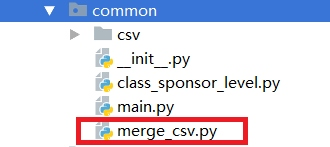 common
csv
__init__.py
class_sponsor_level.py
main.py
merge_csv.py